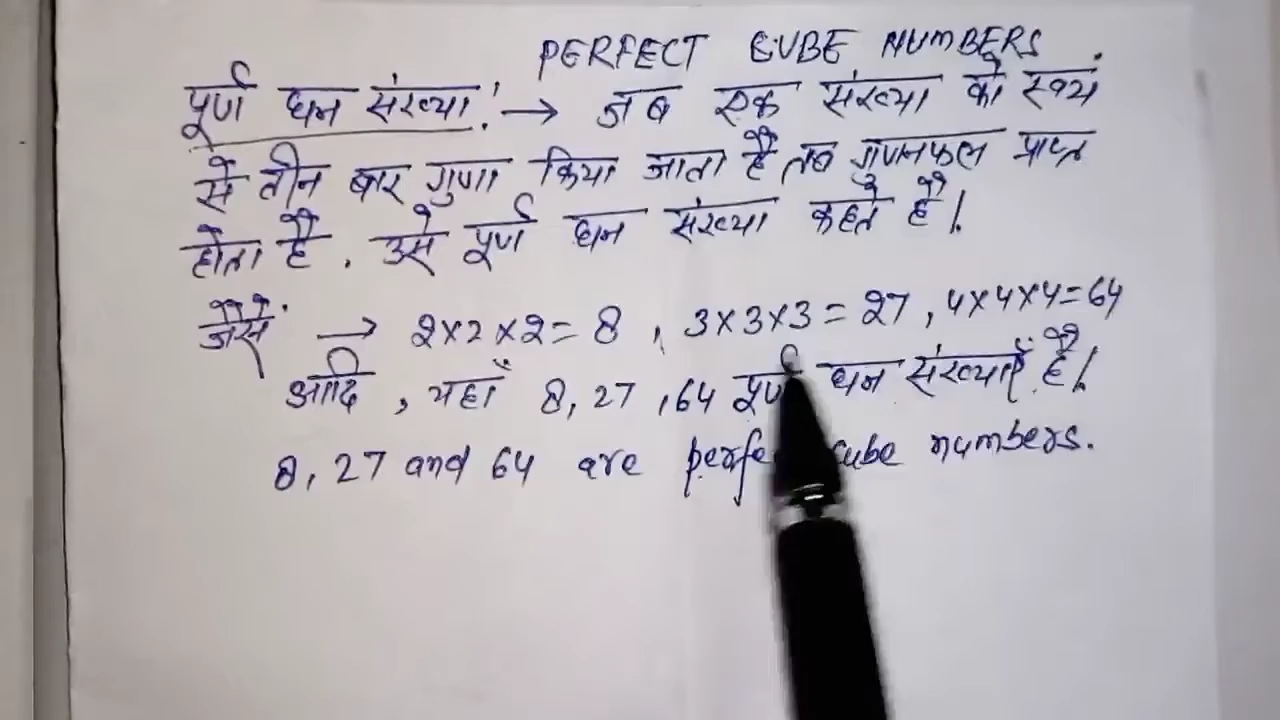 PERFECT CUBE NUMBERS
पूर्ण घन संख्या :→ जब एक संख्या को स्वयं
से तीन बार गुणा किया जाता है तब गुणनफल प्राप्त
होता है . उसे पूर्ण घन संख्या कहते है ।
जैसे → 2×2×2=8 , 3×3×3=27 , 4×4×4=64
आदि , यहाँ 8, 27 , 64 घन संख्याएँ है ।
8, 27 and 64 are cube numbers.